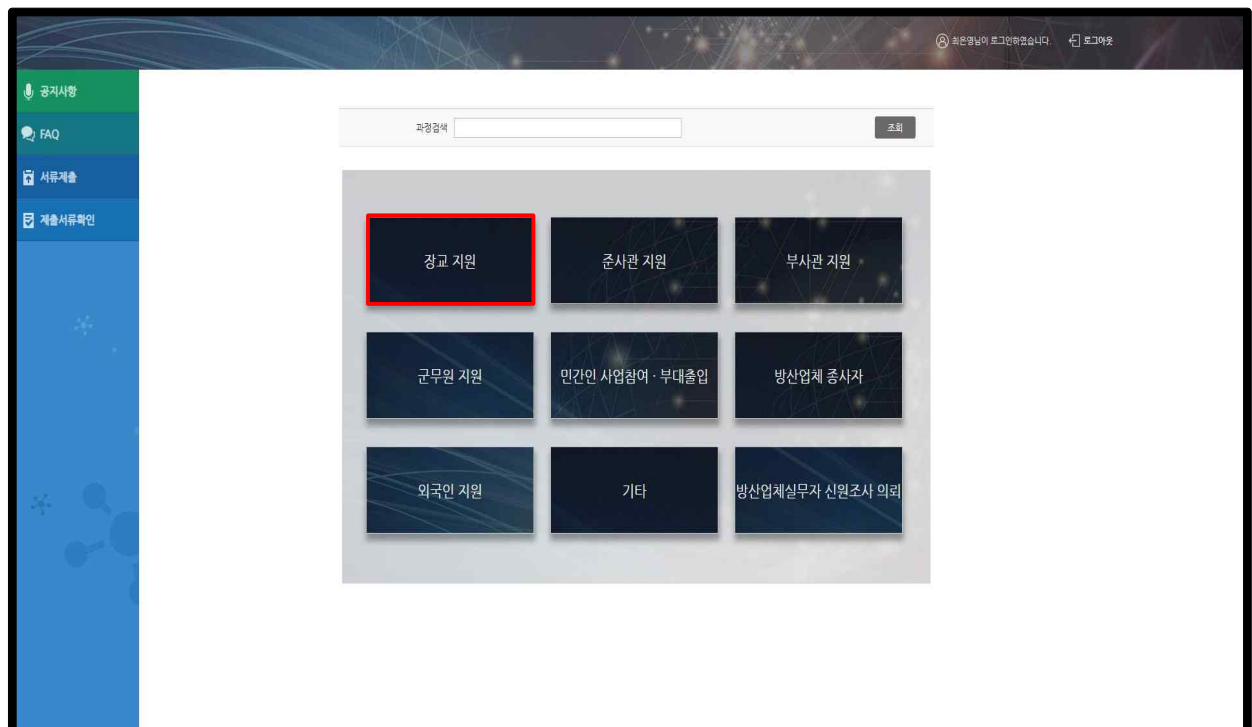 최은영님이 로그인하였습니다. 로그아웃
공지사항
FAQ
서류제출
제출서류확인
과정검색 조회
장교 지원 준사관 지원 부사관 지원
군무원 지원 민간인 사업참여 · 부대출입 방산업체 종사자
외국인 지원 기타 방산업체실무자 신원조사 의뢰